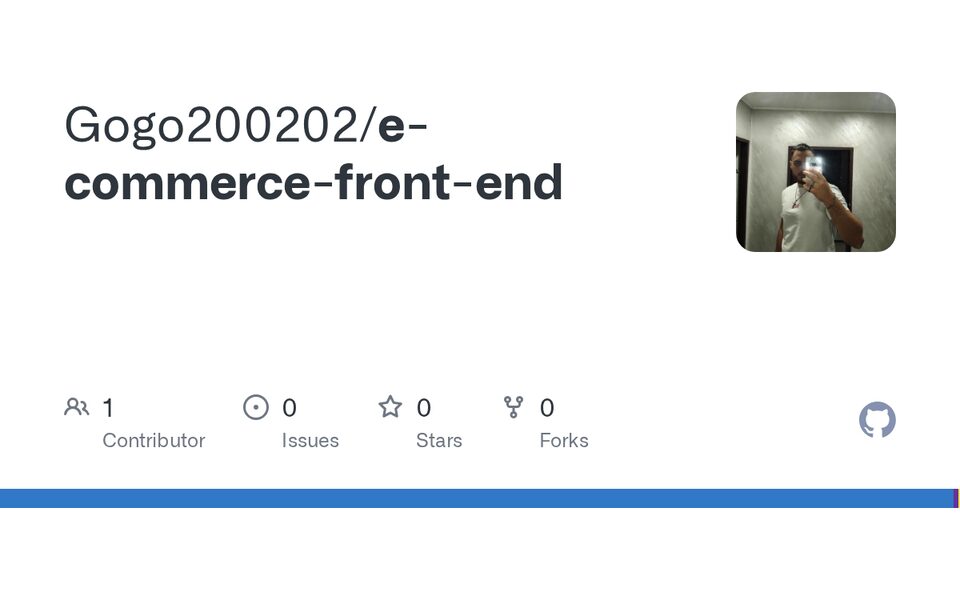 Gogo200202/e-
commerce-front-end
1
Contributor
0
Issues
0
Stars
0
Forks